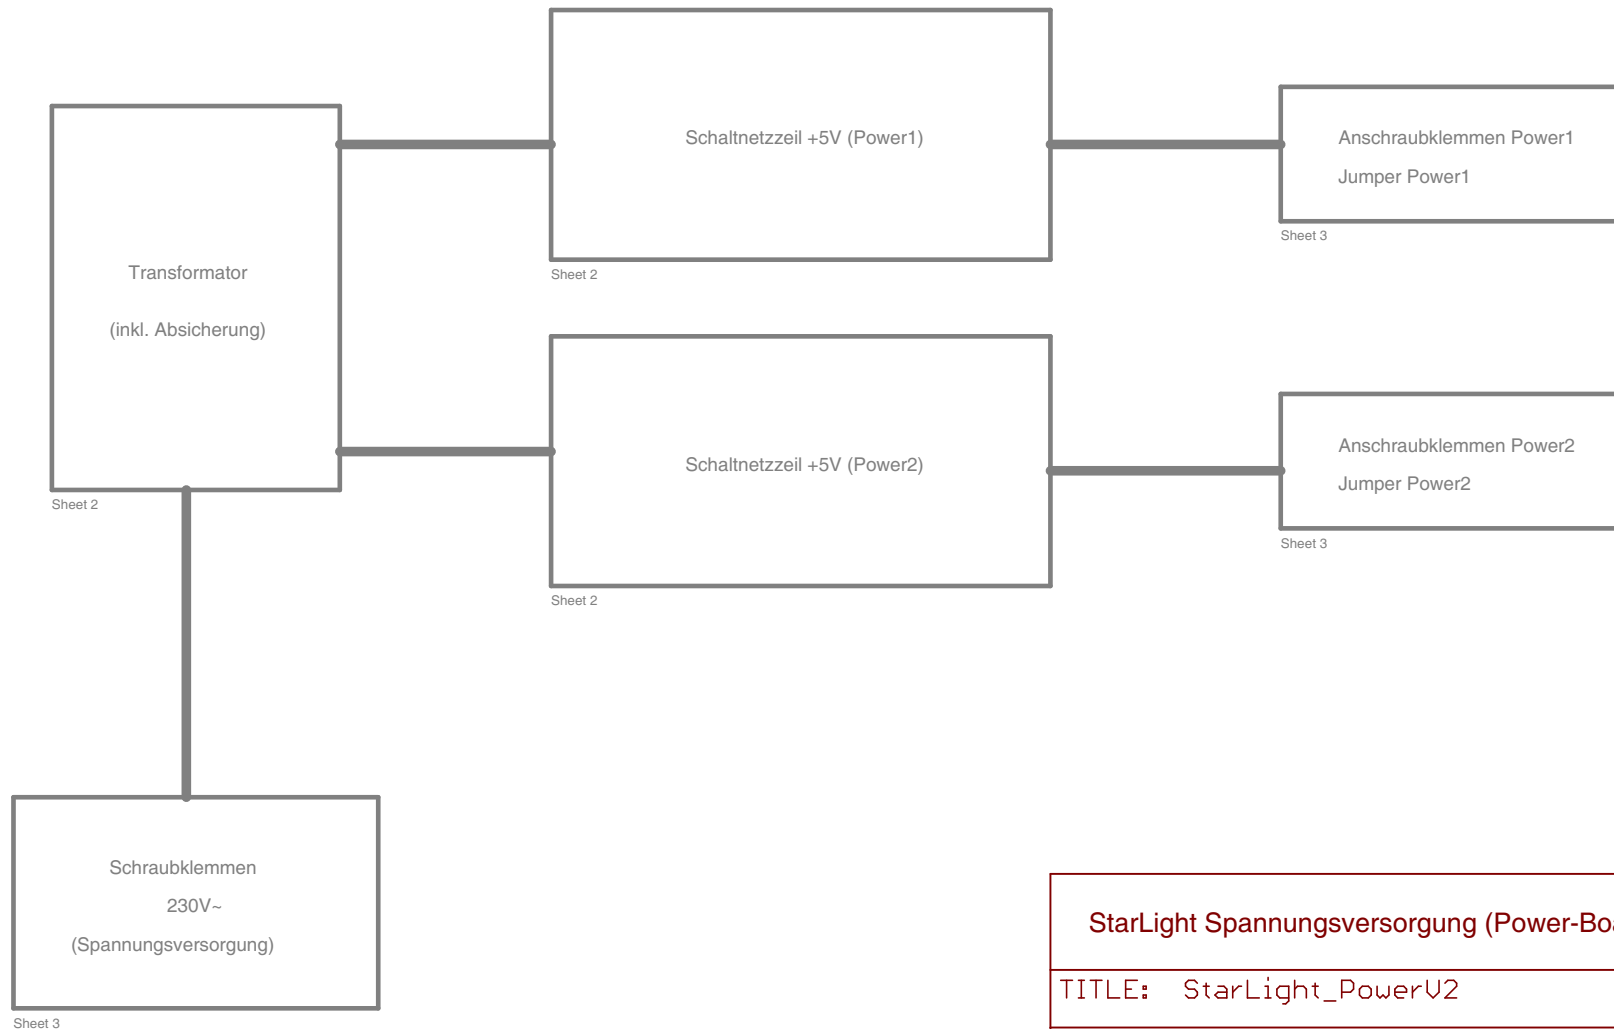 Schaltnetzzeil +5V (Power1)
Sheet 2
Anschraubklemmen Power1
Jumper Power1
Sheet 3
Transformator
(inkl. Absicherung)
Sheet 2
Schaltnetzzeil +5V (Power2)
Sheet 2
Anschraubklemmen Power2
Jumper Power2
Sheet 3
Schraubklemmen
230V~
(Spannungsversorgung)
Sheet 3
StarLight Spannungsversorgung (Power-Boa
TITLE: StarLight_PowerV2